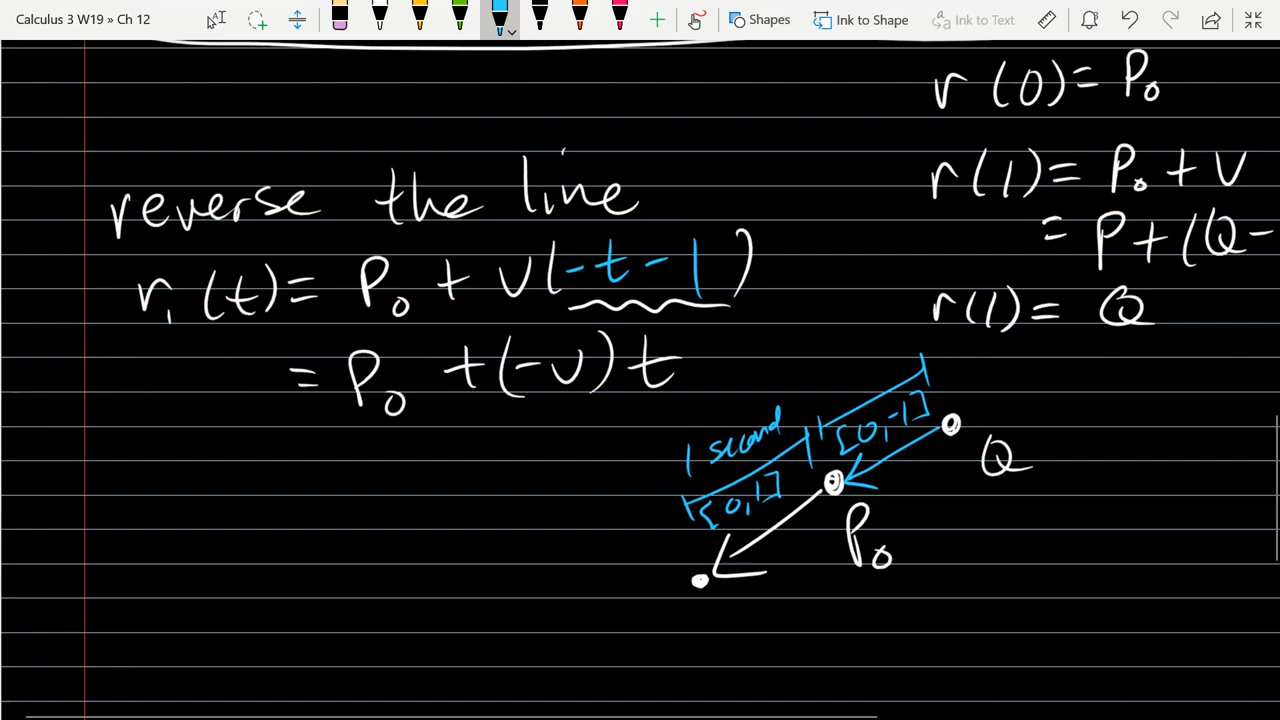 Calculus 3 W19 » Ch 12
Shapes
Ink to Shape
Ink to Text
r(0) = P₀
r(1) = P₀ + V
= P + (Q -
r(1) = Q
reverse the line
r₁(t) = P₀ + V(-t - 1)
= P₀ + (-V)t
1 second
[0, 1]
[0, -1]
Q
P₀